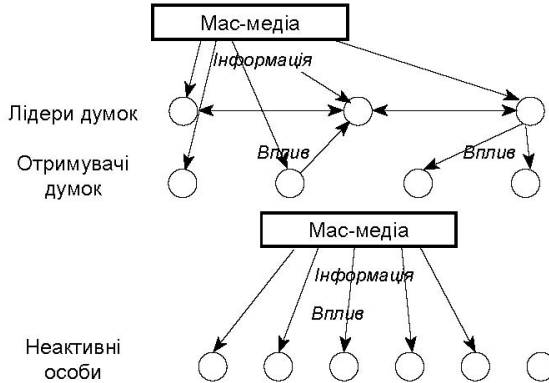 Мас-медіа
Інформація
Лідери думок
Вплив
Вплив
Отримувачі
думок
Мас-медіа
Інформація
Вплив
Неактивні
особи